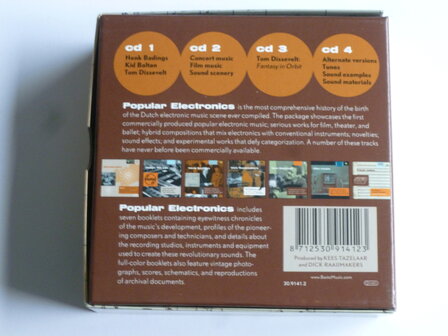 cd 1
Henk Badings
Kid Baltan
Tom Dissevelt
cd 2
Concert music
Film music
Sound scenery
cd 3
Tom Dissevelt:
Fantasy in Orbit
cd 4
Alternate versions
Tunes
Sound examples
Sound materials
Popular Electronics is the most comprehensive history of the birth
of the Dutch electronic music scene ever compiled. The package showcases the first
commercially produced popular electronic music; serious works for film, theater, and
ballet; hybrid compositions that mix electronics with conventional instruments; novelties;
sound effects; and experimental works that defy categorization. A number of these tracks
have never before been commercially available.
Popular Electronics includes
seven booklets containing eyewitness chronicles
of the music's development, profiles of the pioneer-
ing composers and technicians, and details about
the recording studios, instruments and equipment
used to create these revolutionary sounds. The
full-color booklets also feature vintage photo-
graphs, scores, schematics, and reproductions
of archival documents.
8 712530 914123
Produced by KEES TAZELAAR
and DICK RAAIJMAKERS
www.BastaMusic.com
30.9141.2